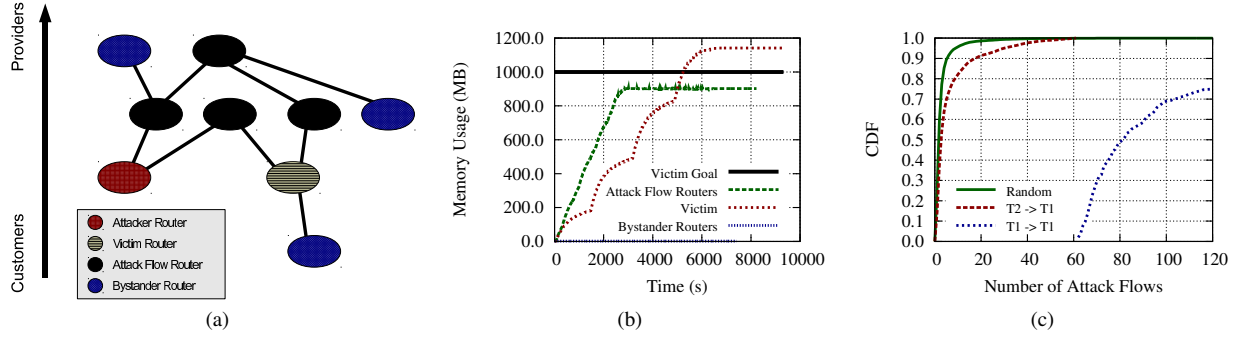 Providers
Customers
Attacker Router
Victim Router
Attack Flow Router
Bystander Router
(a)
Memory Usage (MB)
1200.0
1000.0
800.0
600.0
400.0
200.0
0.0
Victim Goal
Attack Flow Routers
Victim
Bystander Routers
0 2000 4000 6000 8000 10000
Time (s)
(b)
CDF
1.0
0.9
0.8
0.7
0.6
0.5
0.4
0.3
0.2
0.1
0.0
Random
T2 -> T1
T1 -> T1
0 20 40 60 80 100 120
Number of Attack Flows
(c)